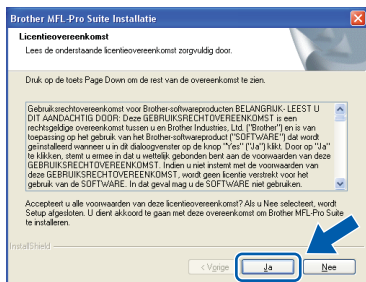 Brother MFL-Pro Suite Installatie
Licentieovereenkomst
Lees de onderstaande licentieovereenkomst zorgvuldig door.
Druk op de toets Page Down om de rest van de overeenkomst te zien.
Gebruiksrechtovereenkomst voor Brother-softwareproducten BELANGRIJK- LEEST U
DIT AANDACHTIG DOOR: Deze GEBRUIKSRECHTOVEREENKOMST is een
rechtsgeldige overeenkomst tussen u en Brother Industries, Ltd. ("Brother") en is van
toepassing op het gebruik van het Brother-softwareproduct ("SOFTWARE") dat wordt
geïnstalleerd wanneer u in dit dialoogvenster op de knop "Yes" ("Ja") klikt. Door op "Ja"
te klikken, stemt u ermee in dat u wettelijk gebonden bent aan de voorwaarden van deze
GEBRUIKSRECHTOVEREENKOMST. Indien u niet instemt met de voorwaarden van
deze GEBRUIKSRECHTOVEREENKOMST, wordt geen licentie verstrekt voor het
gebruik van de SOFTWARE. In dat geval mag u de SOFTWARE niet gebruiken.
Accepteert u alle voorwaarden van deze licentieovereenkomst? Als u Nee selecteert, wordt
Setup afgesloten. U dient akkoord te gaan met deze overeenkomst om Brother MFL-Pro Suite
te installeren.
InstallShield
< Vorige
Ja
Nee